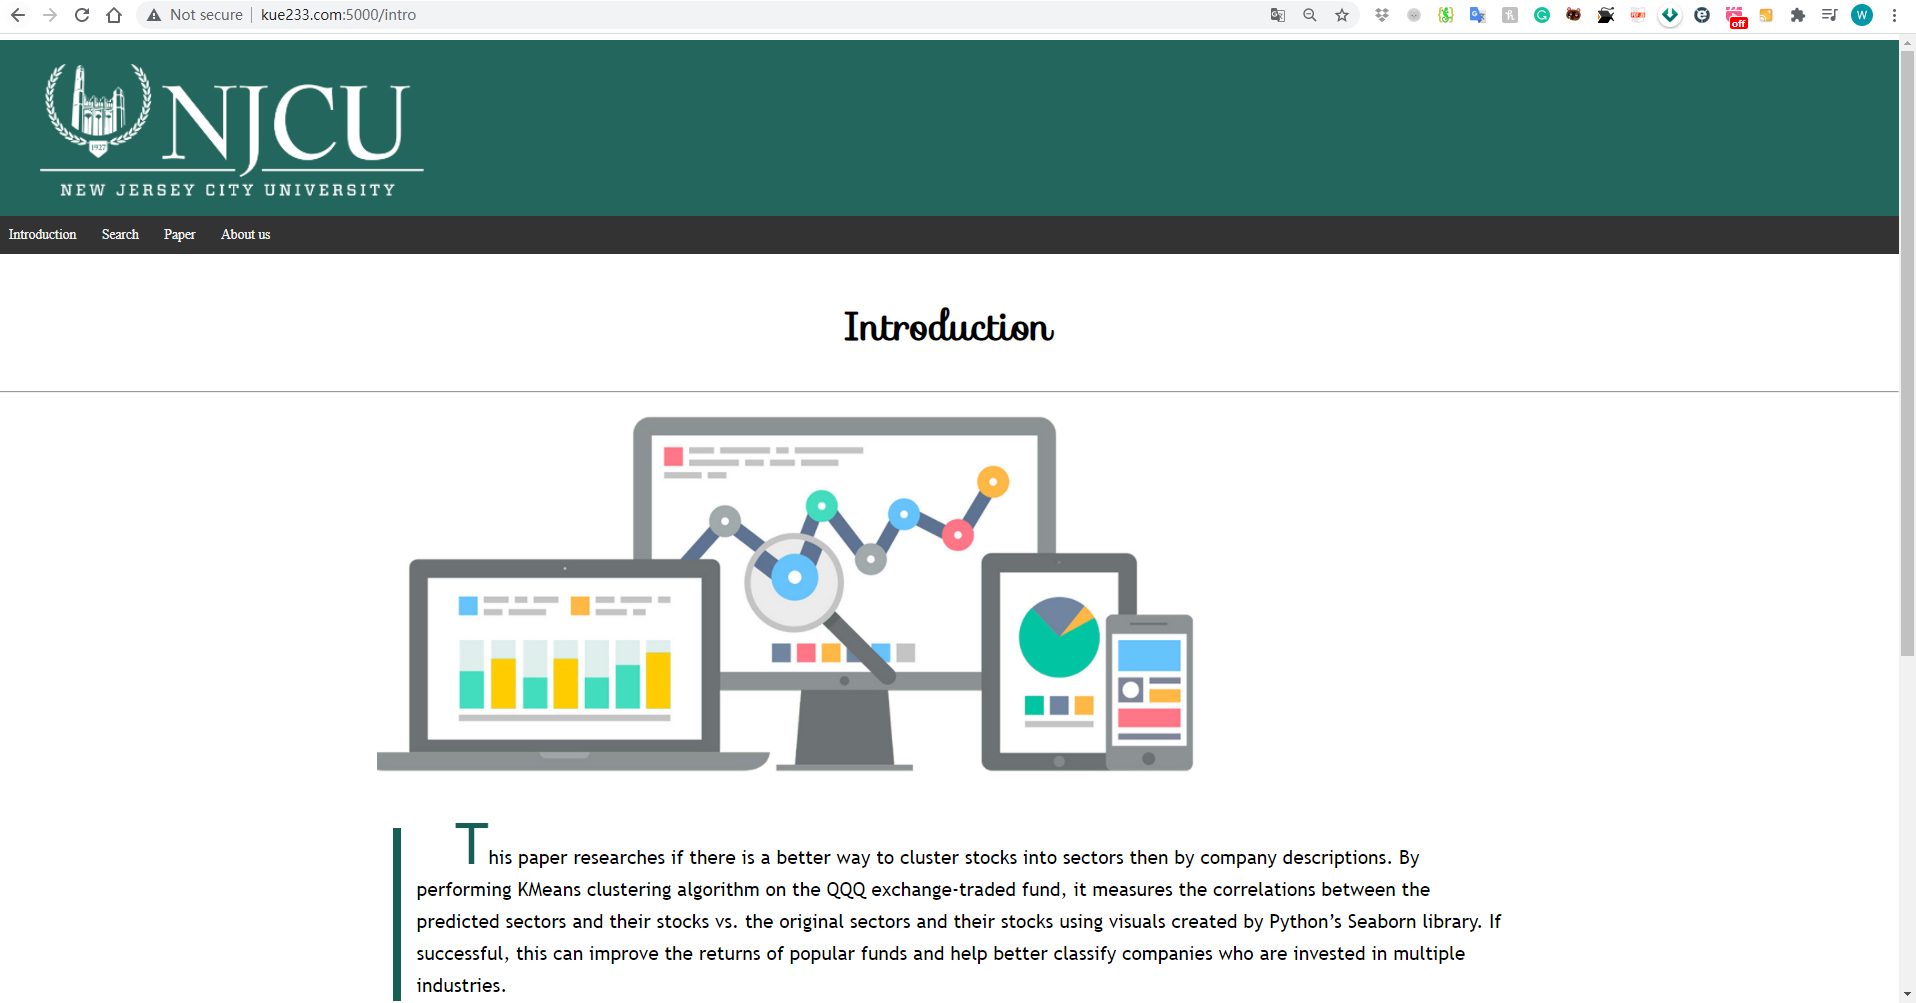 Not secure | kue233.com:5000/intro
off
W
1927
NJCU
NEW JERSEY CITY UNIVERSITY
Introduction Search Paper About us
Introduction
This paper researches if there is a better way to cluster stocks into sectors then by company descriptions. By
performing KMeans clustering algorithm on the QQQ exchange-traded fund, it measures the correlations between the
predicted sectors and their stocks vs. the original sectors and their stocks using visuals created by Python’s Seaborn library. If
successful, this can improve the returns of popular funds and help better classify companies who are invested in multiple
industries.